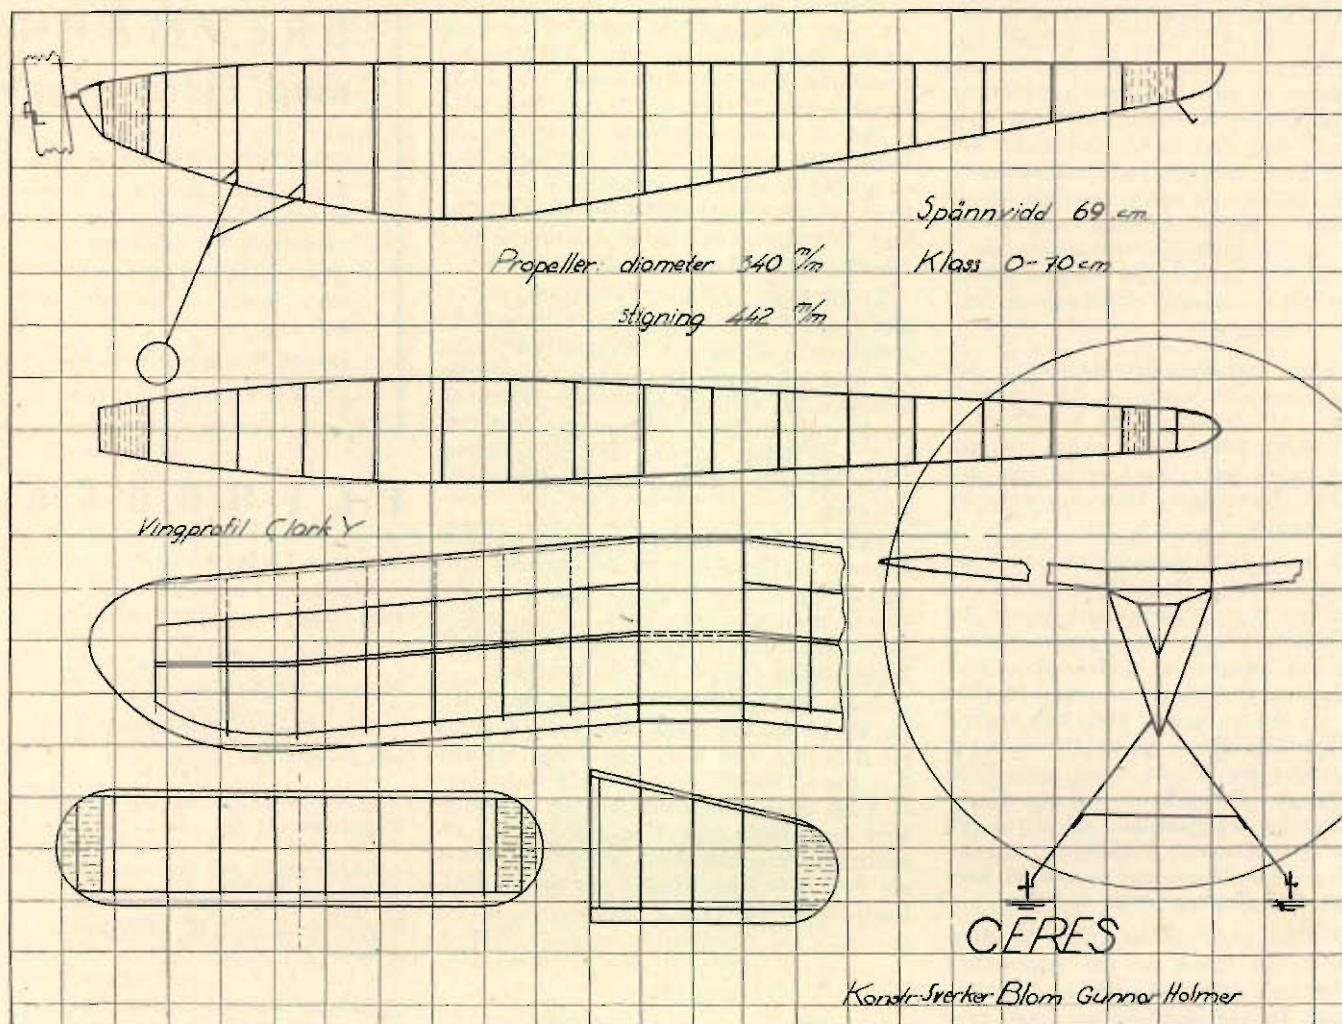 Spännvidd 69 cm
Propeller: diameter 340 m/m
Klass 0-70 cm
stigning 442 m/m
Vingprofil Clark Y
CERES
Konstr. Sverker Blom Gunnar Holmer